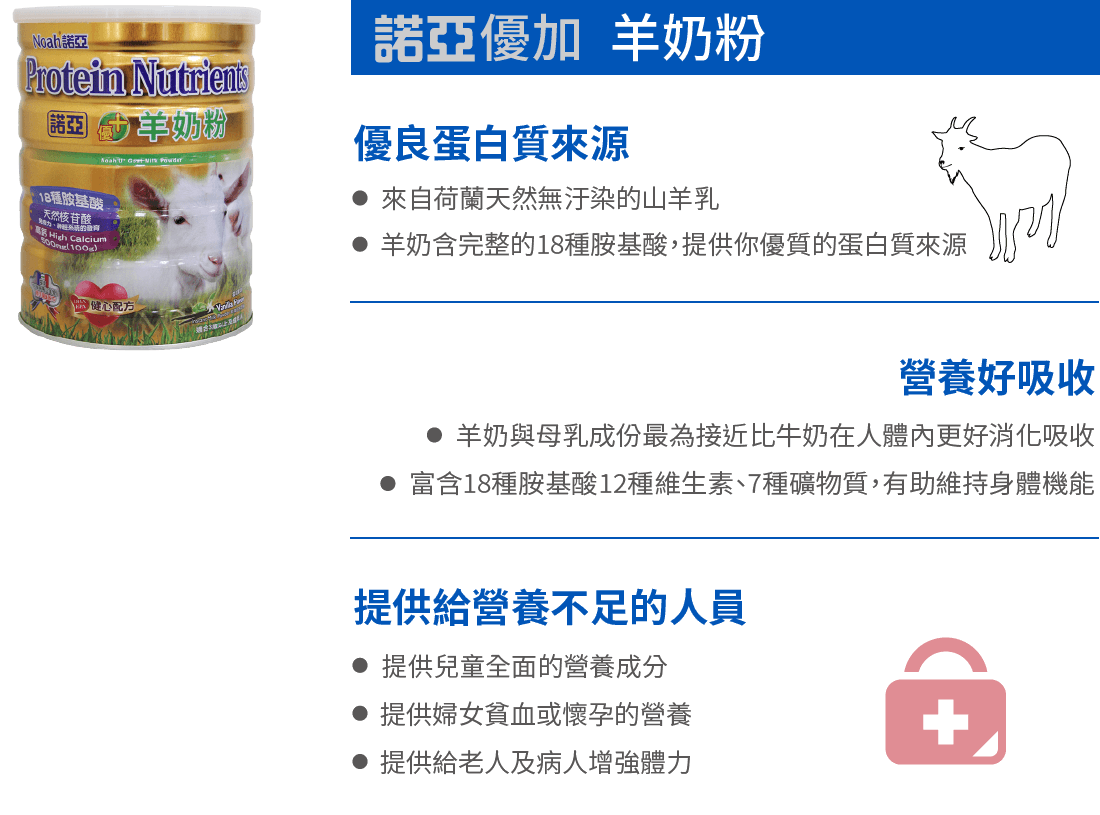 Noah諾亞
Protein Nutrients
諾亞 優+ 羊奶粉
Noah U+ Goat Milk Powder
18種胺基酸
天然核苷酸
高鈣 High Calcium
500mg(100g)
健心配方
諾亞優加 羊奶粉
優良蛋白質來源
● 來自荷蘭天然無汙染的山羊乳
● 羊奶含完整的18種胺基酸，提供你優質的蛋白質來源
營養好吸收
● 羊奶與母乳成份最為接近比牛奶在人體內更好消化吸收
● 富含18種胺基酸12種維生素、7種礦物質，有助維持身體機能
提供給營養不足的人員
● 提供兒童全面的營養成分
● 提供婦女貧血或懷孕的營養
● 提供給老人及病人增強體力